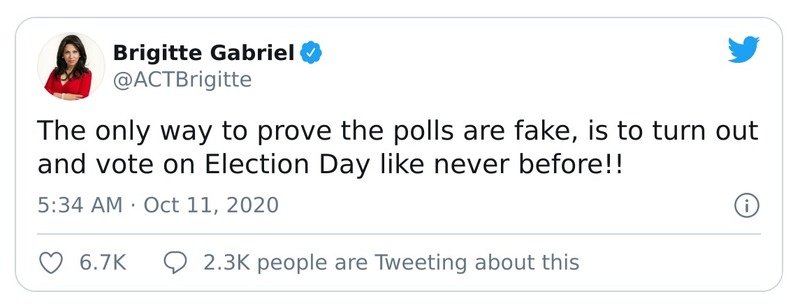 Brigitte Gabriel
@ACTBrigitte
The only way to prove the polls are fake, is to turn out
and vote on Election Day like never before!!
5:34 AM · Oct 11, 2020
6.7K 2.3K people are Tweeting about this